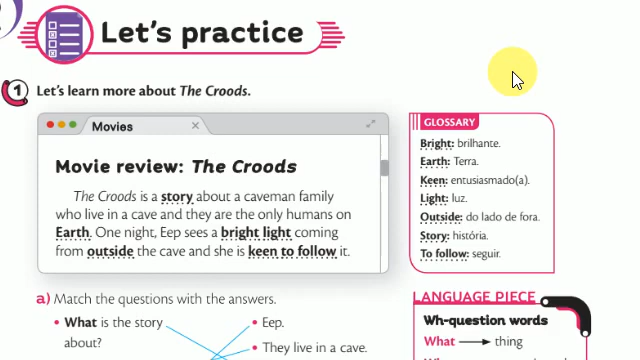 Let's practice
1 Let's learn more about The Croods.
Movies
Movie review: The Croods
The Croods is a story about a caveman family
who live in a cave and they are the only humans on
Earth. One night, Eep sees a bright light coming
from outside the cave and she is keen to follow it.
GLOSSARY
Bright: brilhante.
Earth: Terra.
Keen: entusiasmado(a).
Light: luz.
Outside: do lado de fora.
Story: história.
To follow: seguir.
a) Match the questions with the answers.
• What is the story
about?
• Eep.
• They live in a cave.
LANGUAGE PIECE
Wh-question words
What → thing